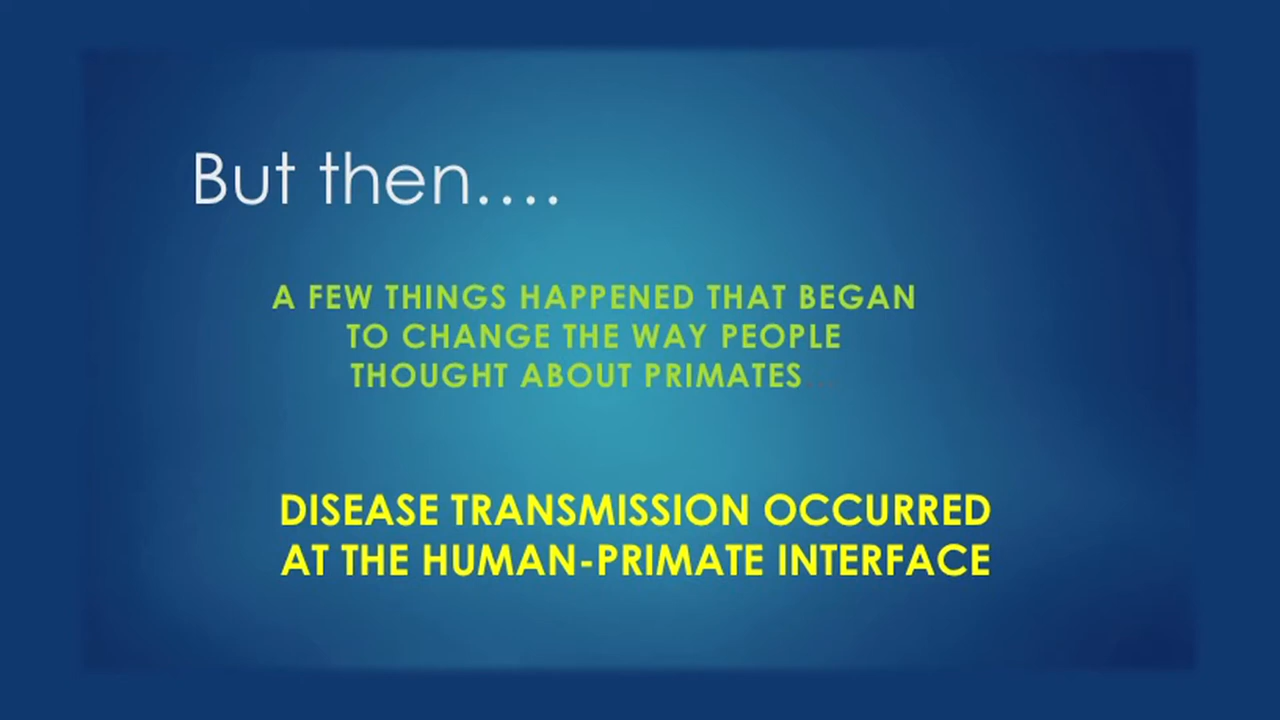 But then....
A FEW THINGS HAPPENED THAT BEGAN
TO CHANGE THE WAY PEOPLE
THOUGHT ABOUT PRIMATES....
DISEASE TRANSMISSION OCCURRED
AT THE HUMAN-PRIMATE INTERFACE